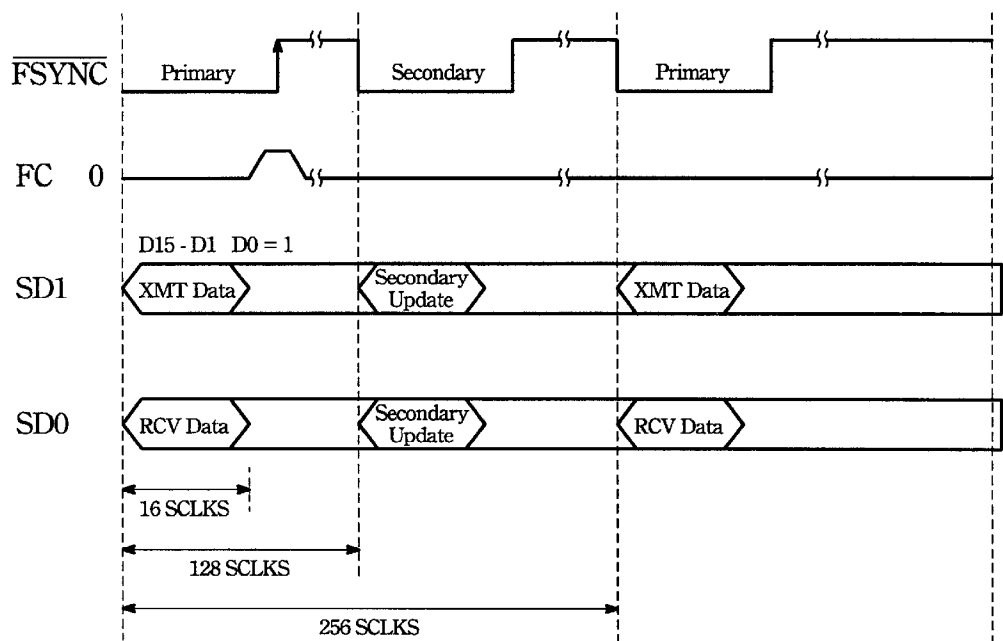 FSYNC
Primary
Secondary
Primary
FC 0
D15 - D1 D0 = 1
SD1
XMT Data
Secondary
Update
XMT Data
SD0
RCV Data
Secondary
Update
RCV Data
16 SCLKS
128 SCLKS
256 SCLKS